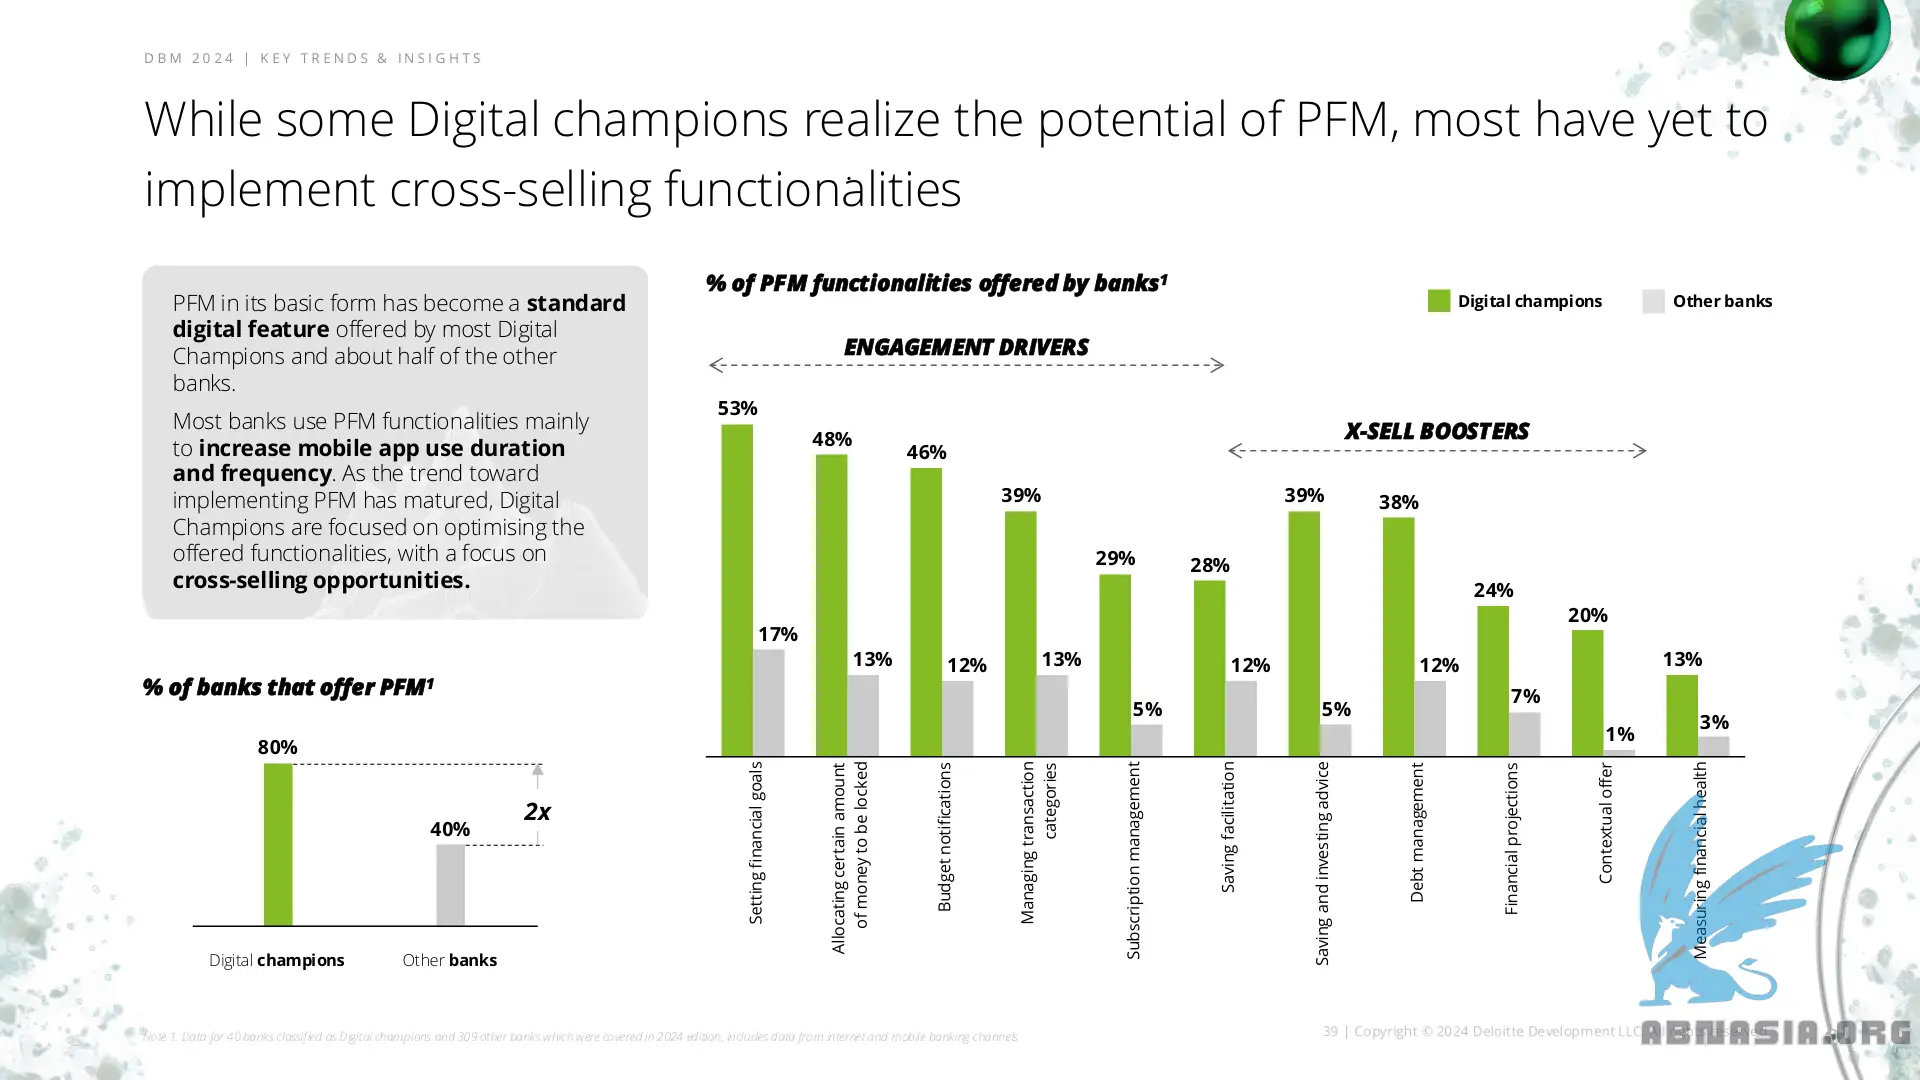 DBM 2024 | KEY TRENDS & INSIGHTS
While some Digital champions realize the potential of PFM, most have yet to
implement cross-selling functionalities
PFM in its basic form has become a standard
digital feature offered by most Digital
Champions and about half of the other
banks.
Most banks use PFM functionalities mainly
to increase mobile app use duration
and frequency. As the trend toward
implementing PFM has matured, Digital
Champions are focused on optimising the
offered functionalities, with a focus on
cross-selling opportunities.
% of banks that offer PFM¹
80%
40%
2x
Digital champions
Other banks
% of PFM functionalities offered by banks¹
Digital champions
Other banks
ENGAGEMENT DRIVERS
X-SELL BOOSTERS
53%
17%
48%
13%
46%
12%
39%
13%
29%
5%
28%
12%
39%
5%
38%
12%
24%
7%
20%
1%
13%
3%
Setting financial goals
Allocating certain amount
of money to be locked
Budget notifications
Managing transaction
categories
Subscription management
Saving facilitation
Saving and investing advice
Debt management
Financial projections
Contextual offer
Measuring financial health
Note 1. Data for 40 banks classified as Digital champions and 309 other banks which were covered in 2024 edition, includes data from internet and mobile banking channels
39 | Copyright © 2024 Deloitte Development LLC. All rights reserved.
ABIJASIA.ORG